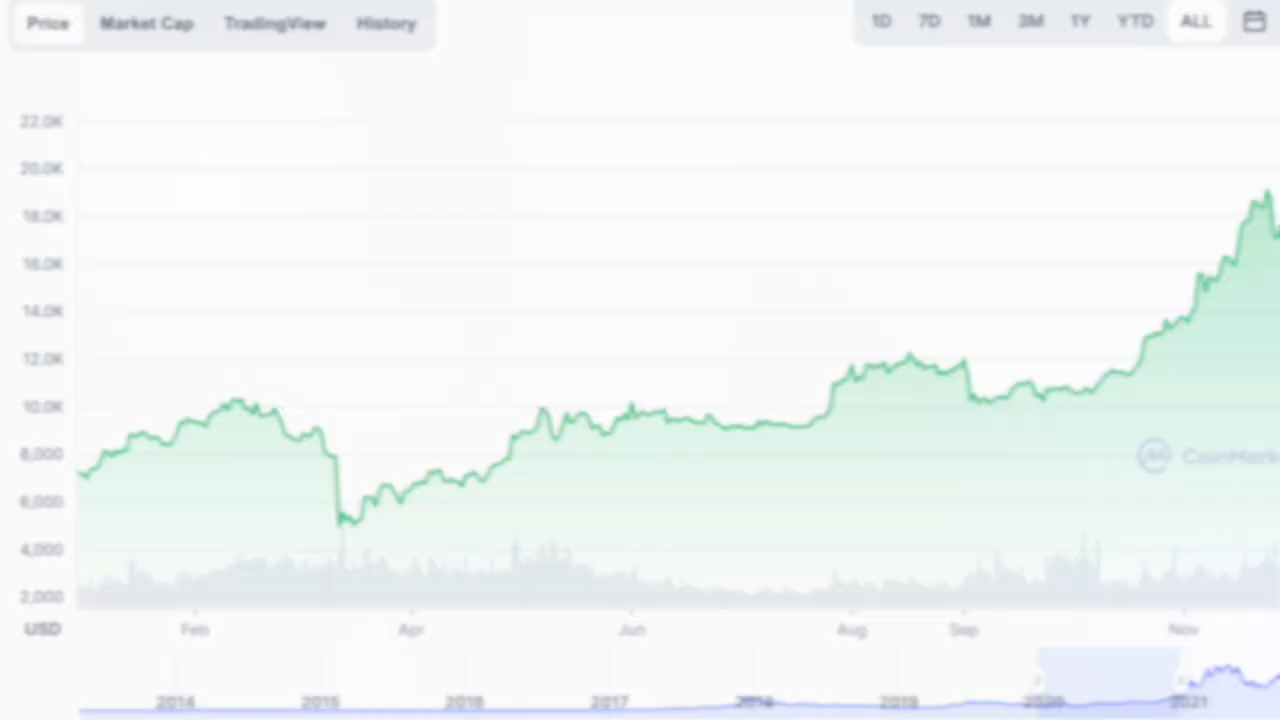 Price Market Cap TradingView History
1D 7D 1M 3M 1Y YTD ALL
22.0K
20.0K
18.0K
16.0K
14.0K
12.0K
10.0K
8,000
6,000
4,000
2,000
USD
Feb Apr Jun Aug Sep Nov
CoinMark
2014 2015 2016 2017 2018 2019 2020 2021